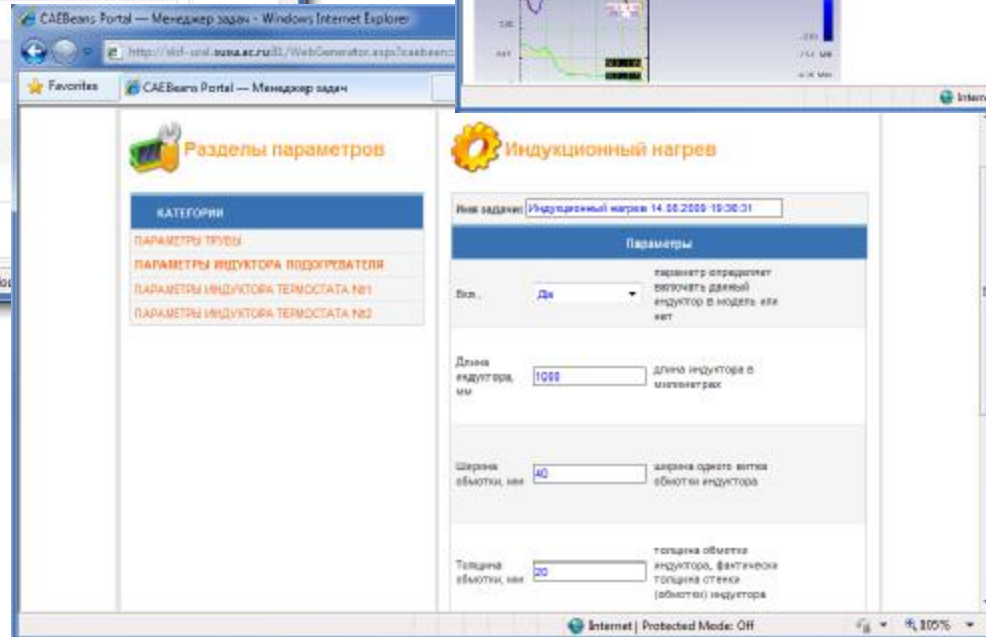 CAEBeans Portal — Менеджер задач - Windows Internet Explorer
Favorites
CAEBeans Portal — Менеджер задач
Разделы параметров
КАТЕГОРИИ
ПАРАМЕТРЫ ТРУБЫ
ПАРАМЕТРЫ ИНДУКТОРА ПОДОГРЕВАТЕЛЯ
ПАРАМЕТРЫ ИНДУКТОРА ТЕРМОСТАТА №1
ПАРАМЕТРЫ ИНДУКТОРА ТЕРМОСТАТА №2
Индукционный нагрев
Имя задачи: Индукционный нагрев
Параметры
Вкл.,
Да
параметр определяет
включать данный
индуктор в модель или
нет
Длина
индуктора,
мм
1000
длина индуктора в
Ширина
обмотки, мм
40
ширина одного витка
обмотки индуктора
Толщина
обмотки, мм
20
толщина обмотки
индуктора, фактически
толщина стенки
(обмотки) индуктора
Internet | Protected Mode: Off
105%